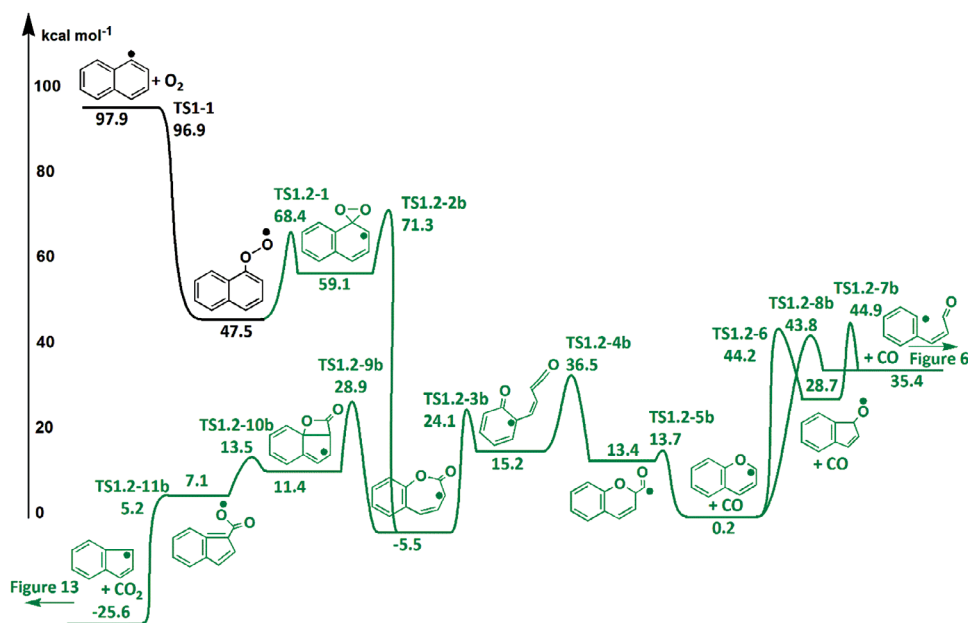 kcal mol⁻¹
100
80
60
40
20
0
+ O₂
97.9
TS1-1
96.9
O
O
47.5
TS1.2-1
68.4
O-O
59.1
TS1.2-2b
71.3
TS1.2-11b
5.2
Figure 13
+ CO₂
-25.6
7.1
O
O
TS1.2-10b
13.5
O
O
11.4
TS1.2-9b
28.9
O
O
-5.5
TS1.2-3b
24.1
O
O
15.2
TS1.2-4b
36.5
13.4
O
O
TS1.2-5b
13.7
O
+ CO
0.2
TS1.2-6
44.2
TS1.2-8b
43.8
28.7
O
+ CO
TS1.2-7b
44.9
O
+ CO
Figure 6
35.4